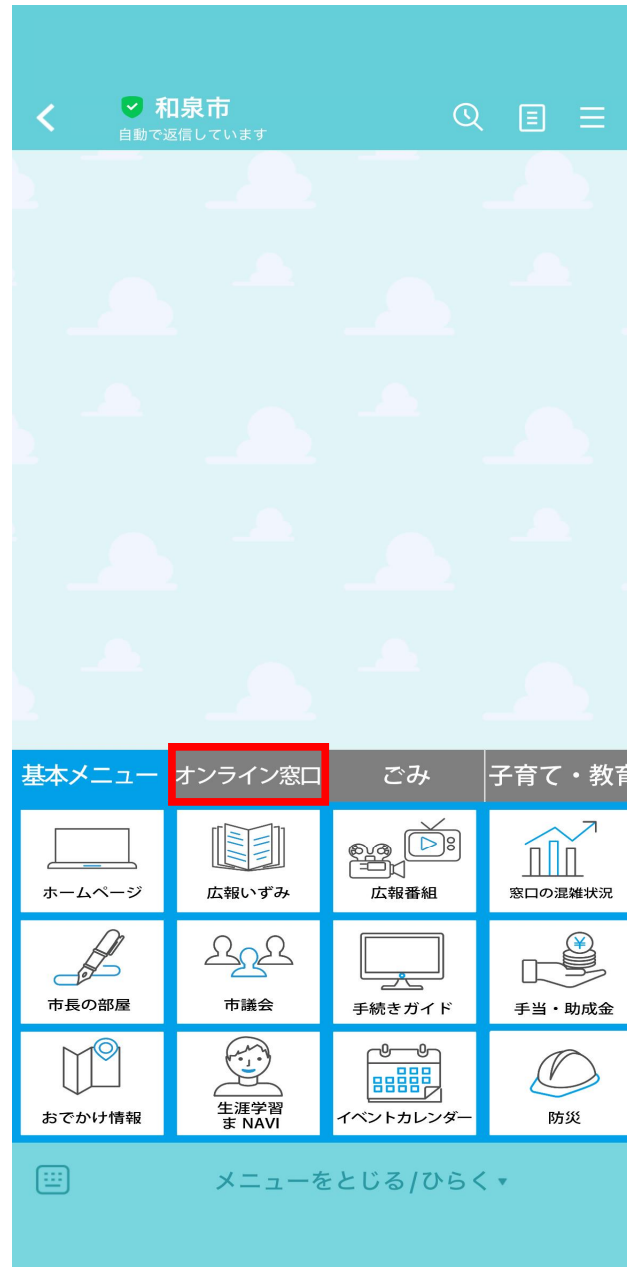 和泉市
自動で返信しています
基本メニュー オンライン窓口 ごみ 子育て・教育
ホームページ 広報いずみ 広報番組 窓口の混雑状況
市長の部屋 市議会 手続きガイド 手当・助成金
¥
おでかけ情報 生涯学習 イベントカレンダー 防災
ま NAVI
メニューをとじる/ひらく▼